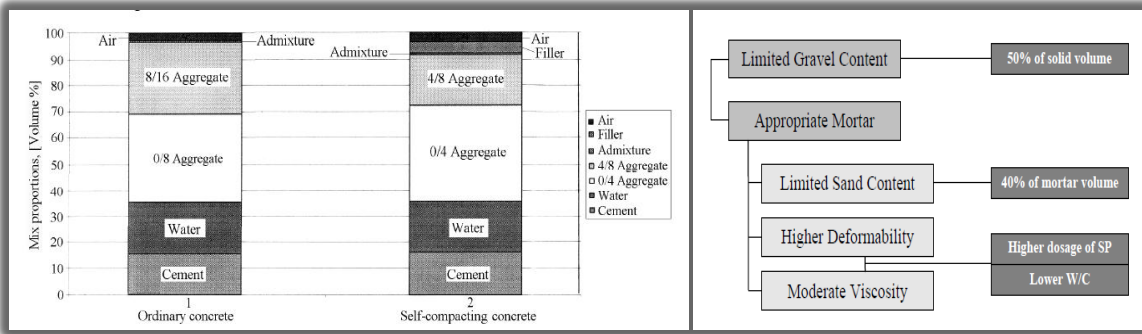 100
90
80
70
60
50
40
30
20
10
0
Mix proportions, [Volume %]
Air
Admixture
8/16 Aggregate
0/8 Aggregate
Water
Cement
1
Ordinary concrete
Air
Filler
Admixture
4/8 Aggregate
0/4 Aggregate
Water
Cement
2
Self-compacting concrete
Air
Filler
Admixture
4/8 Aggregate
0/4 Aggregate
Water
Cement
Limited Gravel Content
50% of solid volume
Appropriate Mortar
Limited Sand Content
40% of mortar volume
Higher Deformability
Higher dosage of SP
Lower W/C
Moderate Viscosity